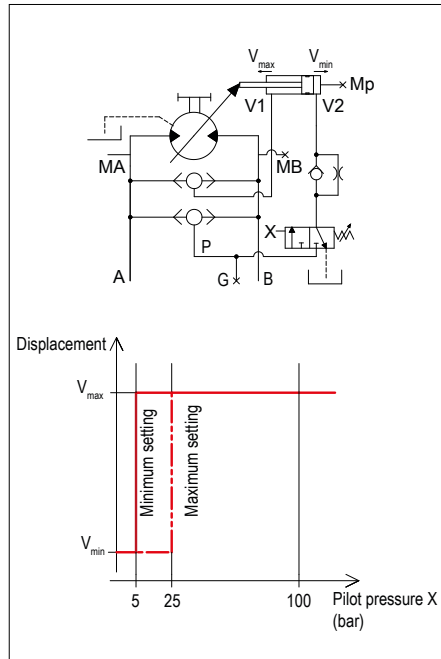 Vmax Vmin
Mp
V1 V2
MA MB
X
P
A G B
Displacement
Vmax
Minimum setting
Maximum setting
Vmin
5 25 100 Pilot pressure X
(bar)